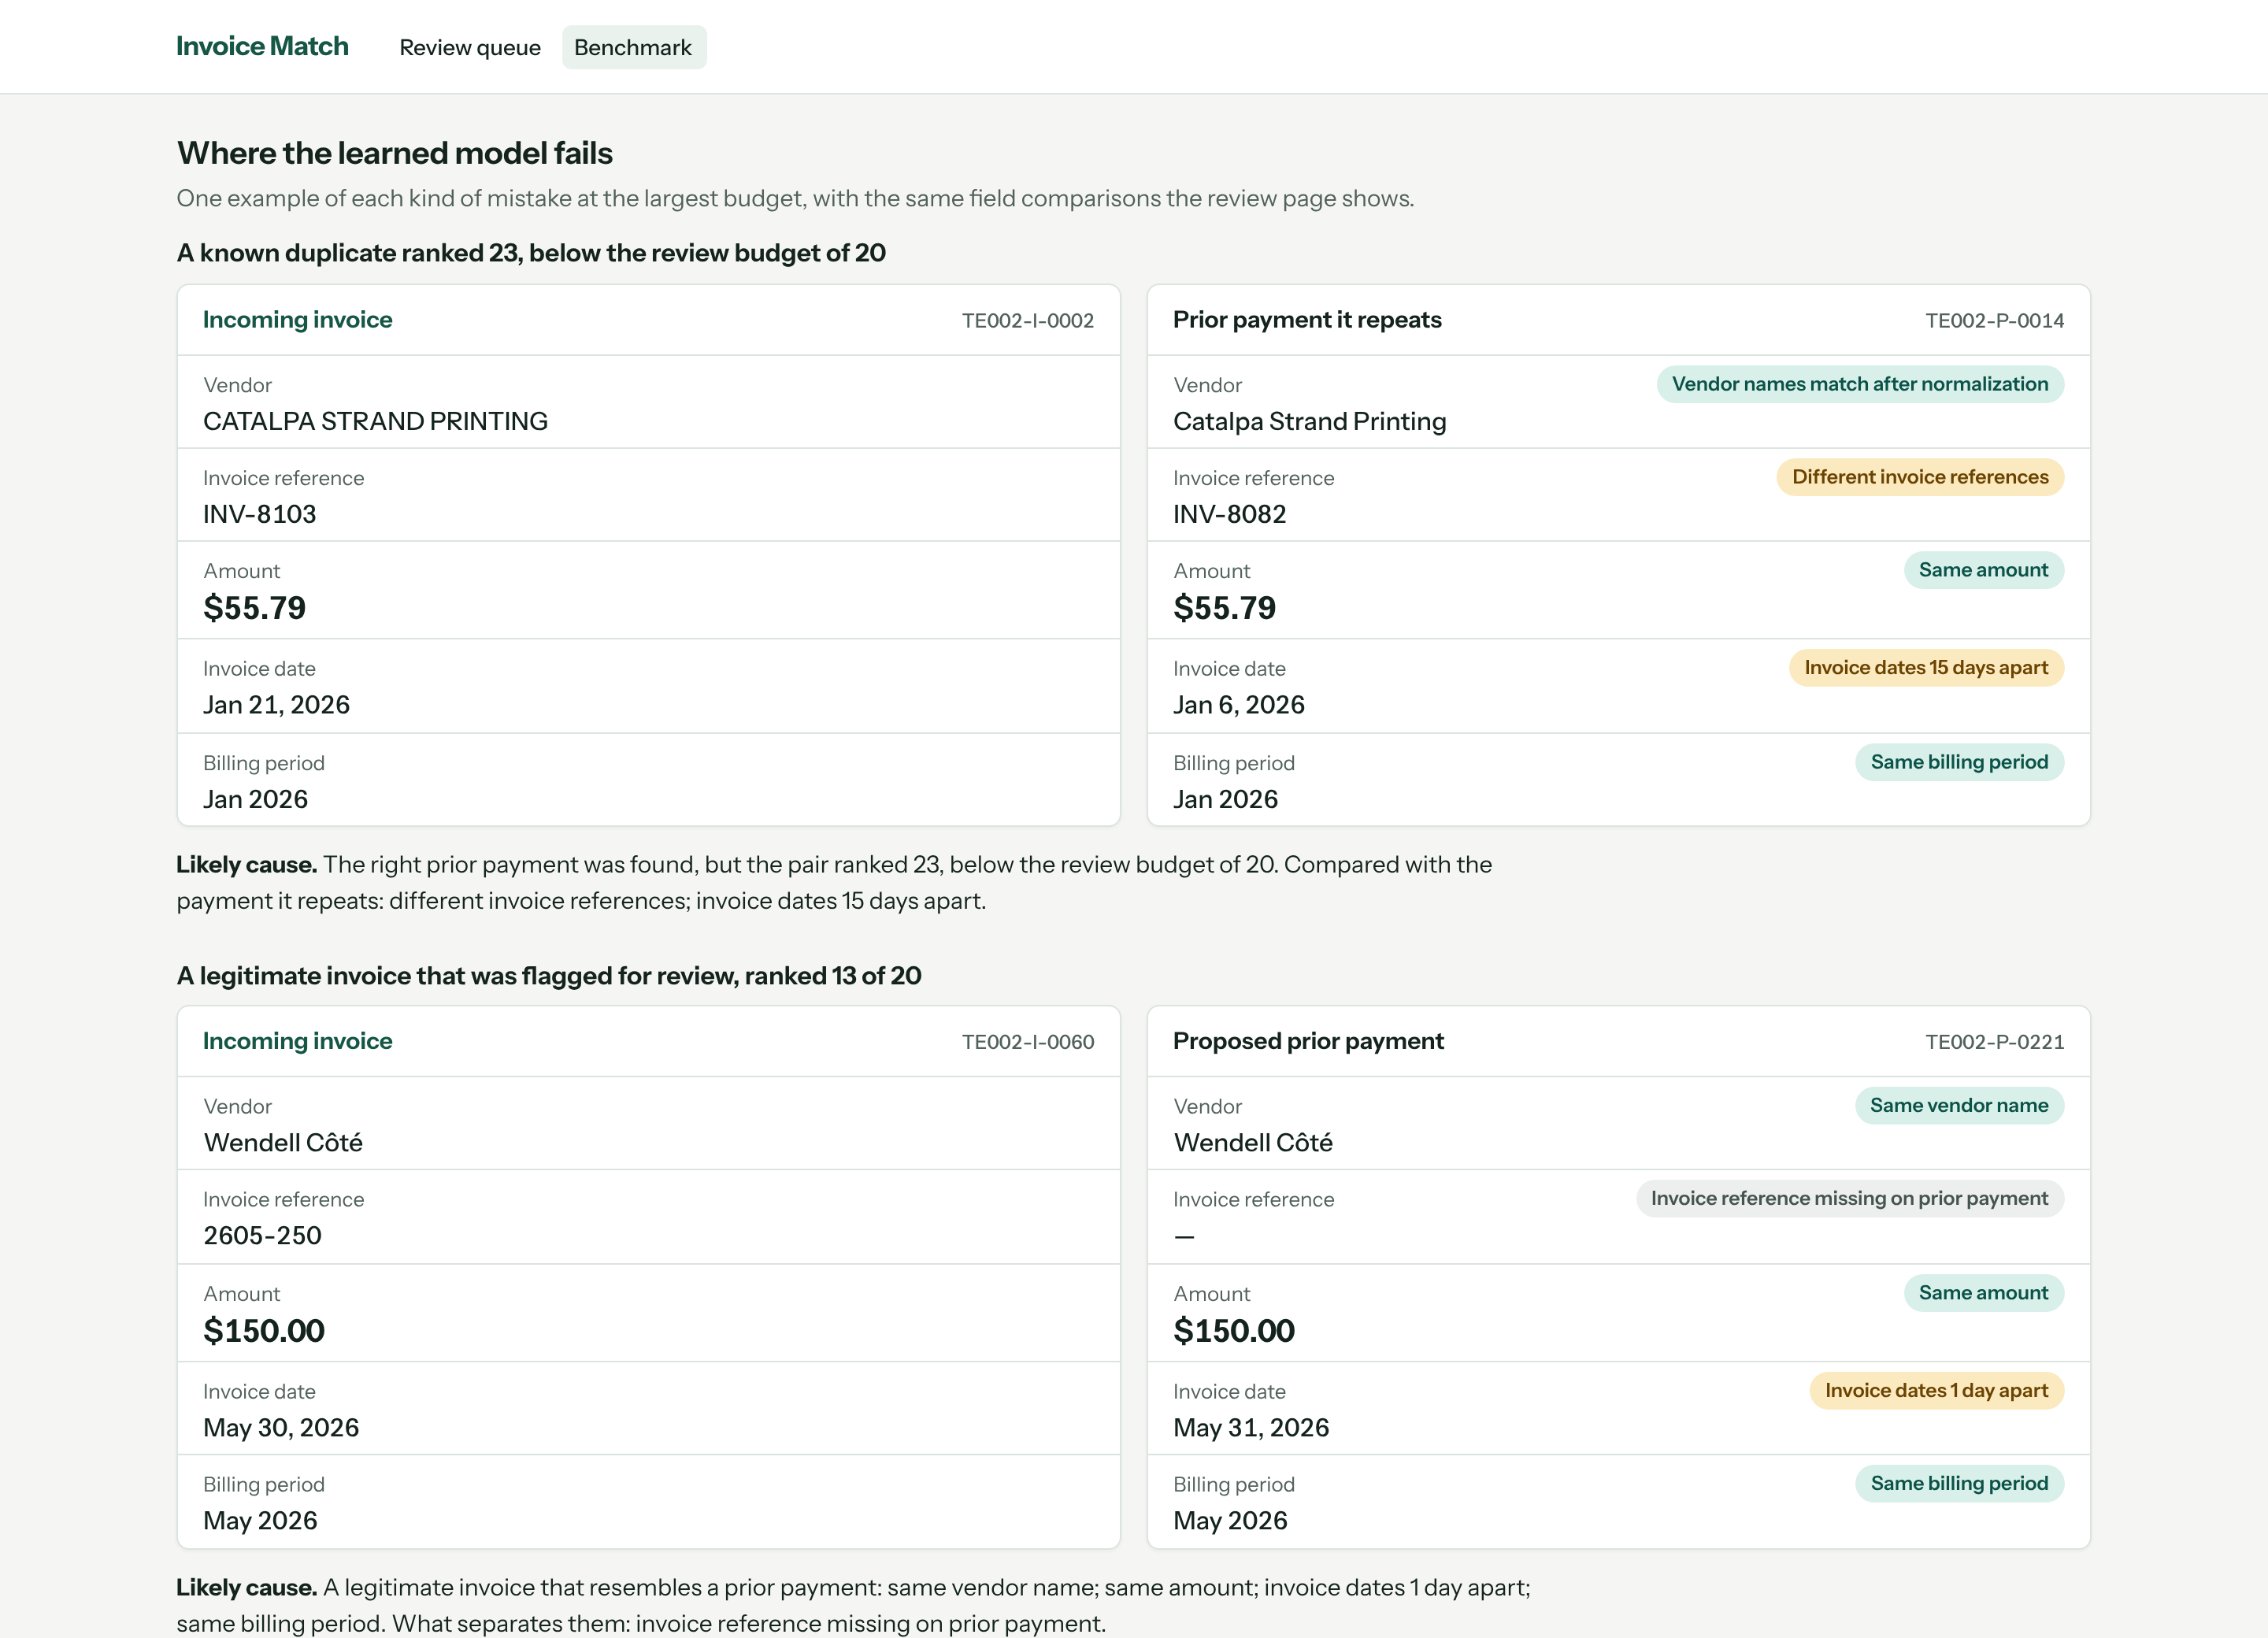 Invoice Match
Review queue
Benchmark
Where the learned model fails
One example of each kind of mistake at the largest budget, with the same field comparisons the review page shows.
A known duplicate ranked 23, below the review budget of 20
Incoming invoice
TE002-I-0002
Vendor
CATALPA STRAND PRINTING
Invoice reference
INV-8103
Amount
$55.79
Invoice date
Jan 21, 2026
Billing period
Jan 2026
Prior payment it repeats
TE002-P-0014
Vendor
Vendor names match after normalization
Catalpa Strand Printing
Invoice reference
Different invoice references
INV-8082
Amount
Same amount
$55.79
Invoice date
Invoice dates 15 days apart
Jan 6, 2026
Billing period
Same billing period
Jan 2026
Likely cause. The right prior payment was found, but the pair ranked 23, below the review budget of 20. Compared with the
payment it repeats: different invoice references; invoice dates 15 days apart.
A legitimate invoice that was flagged for review, ranked 13 of 20
Incoming invoice
TE002-I-0060
Vendor
Wendell Côté
Invoice reference
2605-250
Amount
$150.00
Invoice date
May 30, 2026
Billing period
May 2026
Proposed prior payment
TE002-P-0221
Vendor
Same vendor name
Wendell Côté
Invoice reference
Invoice reference missing on prior payment
—
Amount
Same amount
$150.00
Invoice date
Invoice dates 1 day apart
May 31, 2026
Billing period
Same billing period
May 2026
Likely cause. A legitimate invoice that resembles a prior payment: same vendor name; same amount; invoice dates 1 day apart;
same billing period. What separates them: invoice reference missing on prior payment.